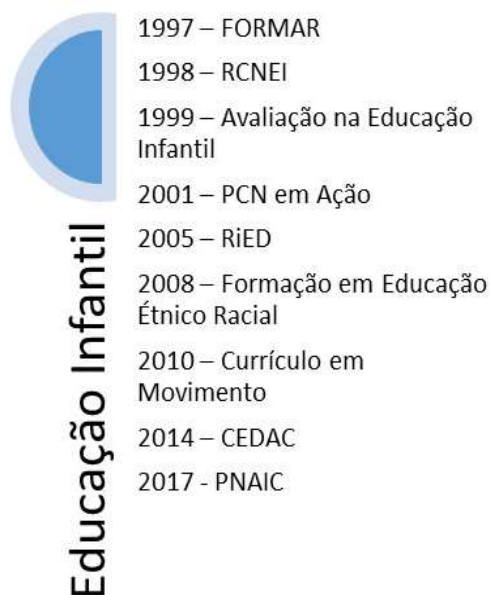 1997 – FORMAR
1998 – RCNEI
1999 – Avaliação na Educação
Infantil
2001 – PCN em Ação
2005 – RiED
2008 – Formação em Educação
Étnico Racial
2010 – Currículo em
Movimento
2014 – CEDAC
2017 - PNAIC
Educação Infantil